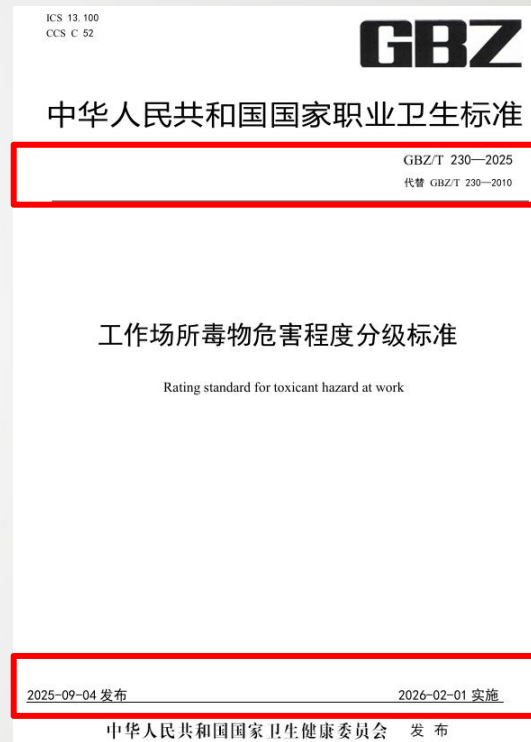 ICS 13.100
CCS C 52
GBZ
中华人民共和国国家职业卫生标准
GBZ/T 230—2025
代替 GBZ/T 230—2010
工作场所毒物危害程度分级标准
Rating standard for toxicant hazard at work
2025-09-04 发布
2026-02-01 实施
中华人民共和国国家卫生健康委员会 发 布